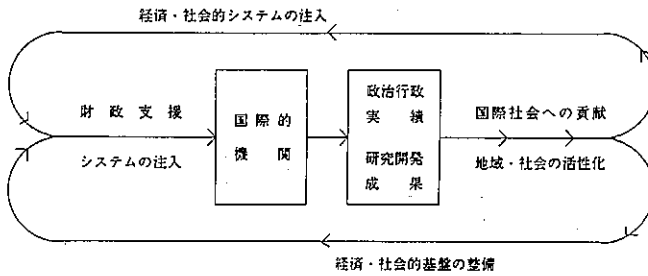 経済・社会的システムの注入
財政支援
システムの注入
国際的
機関
政治行政
実績
研究開発
成果
国際社会への貢献
地域・社会の活性化
経済・社会的基盤の整備